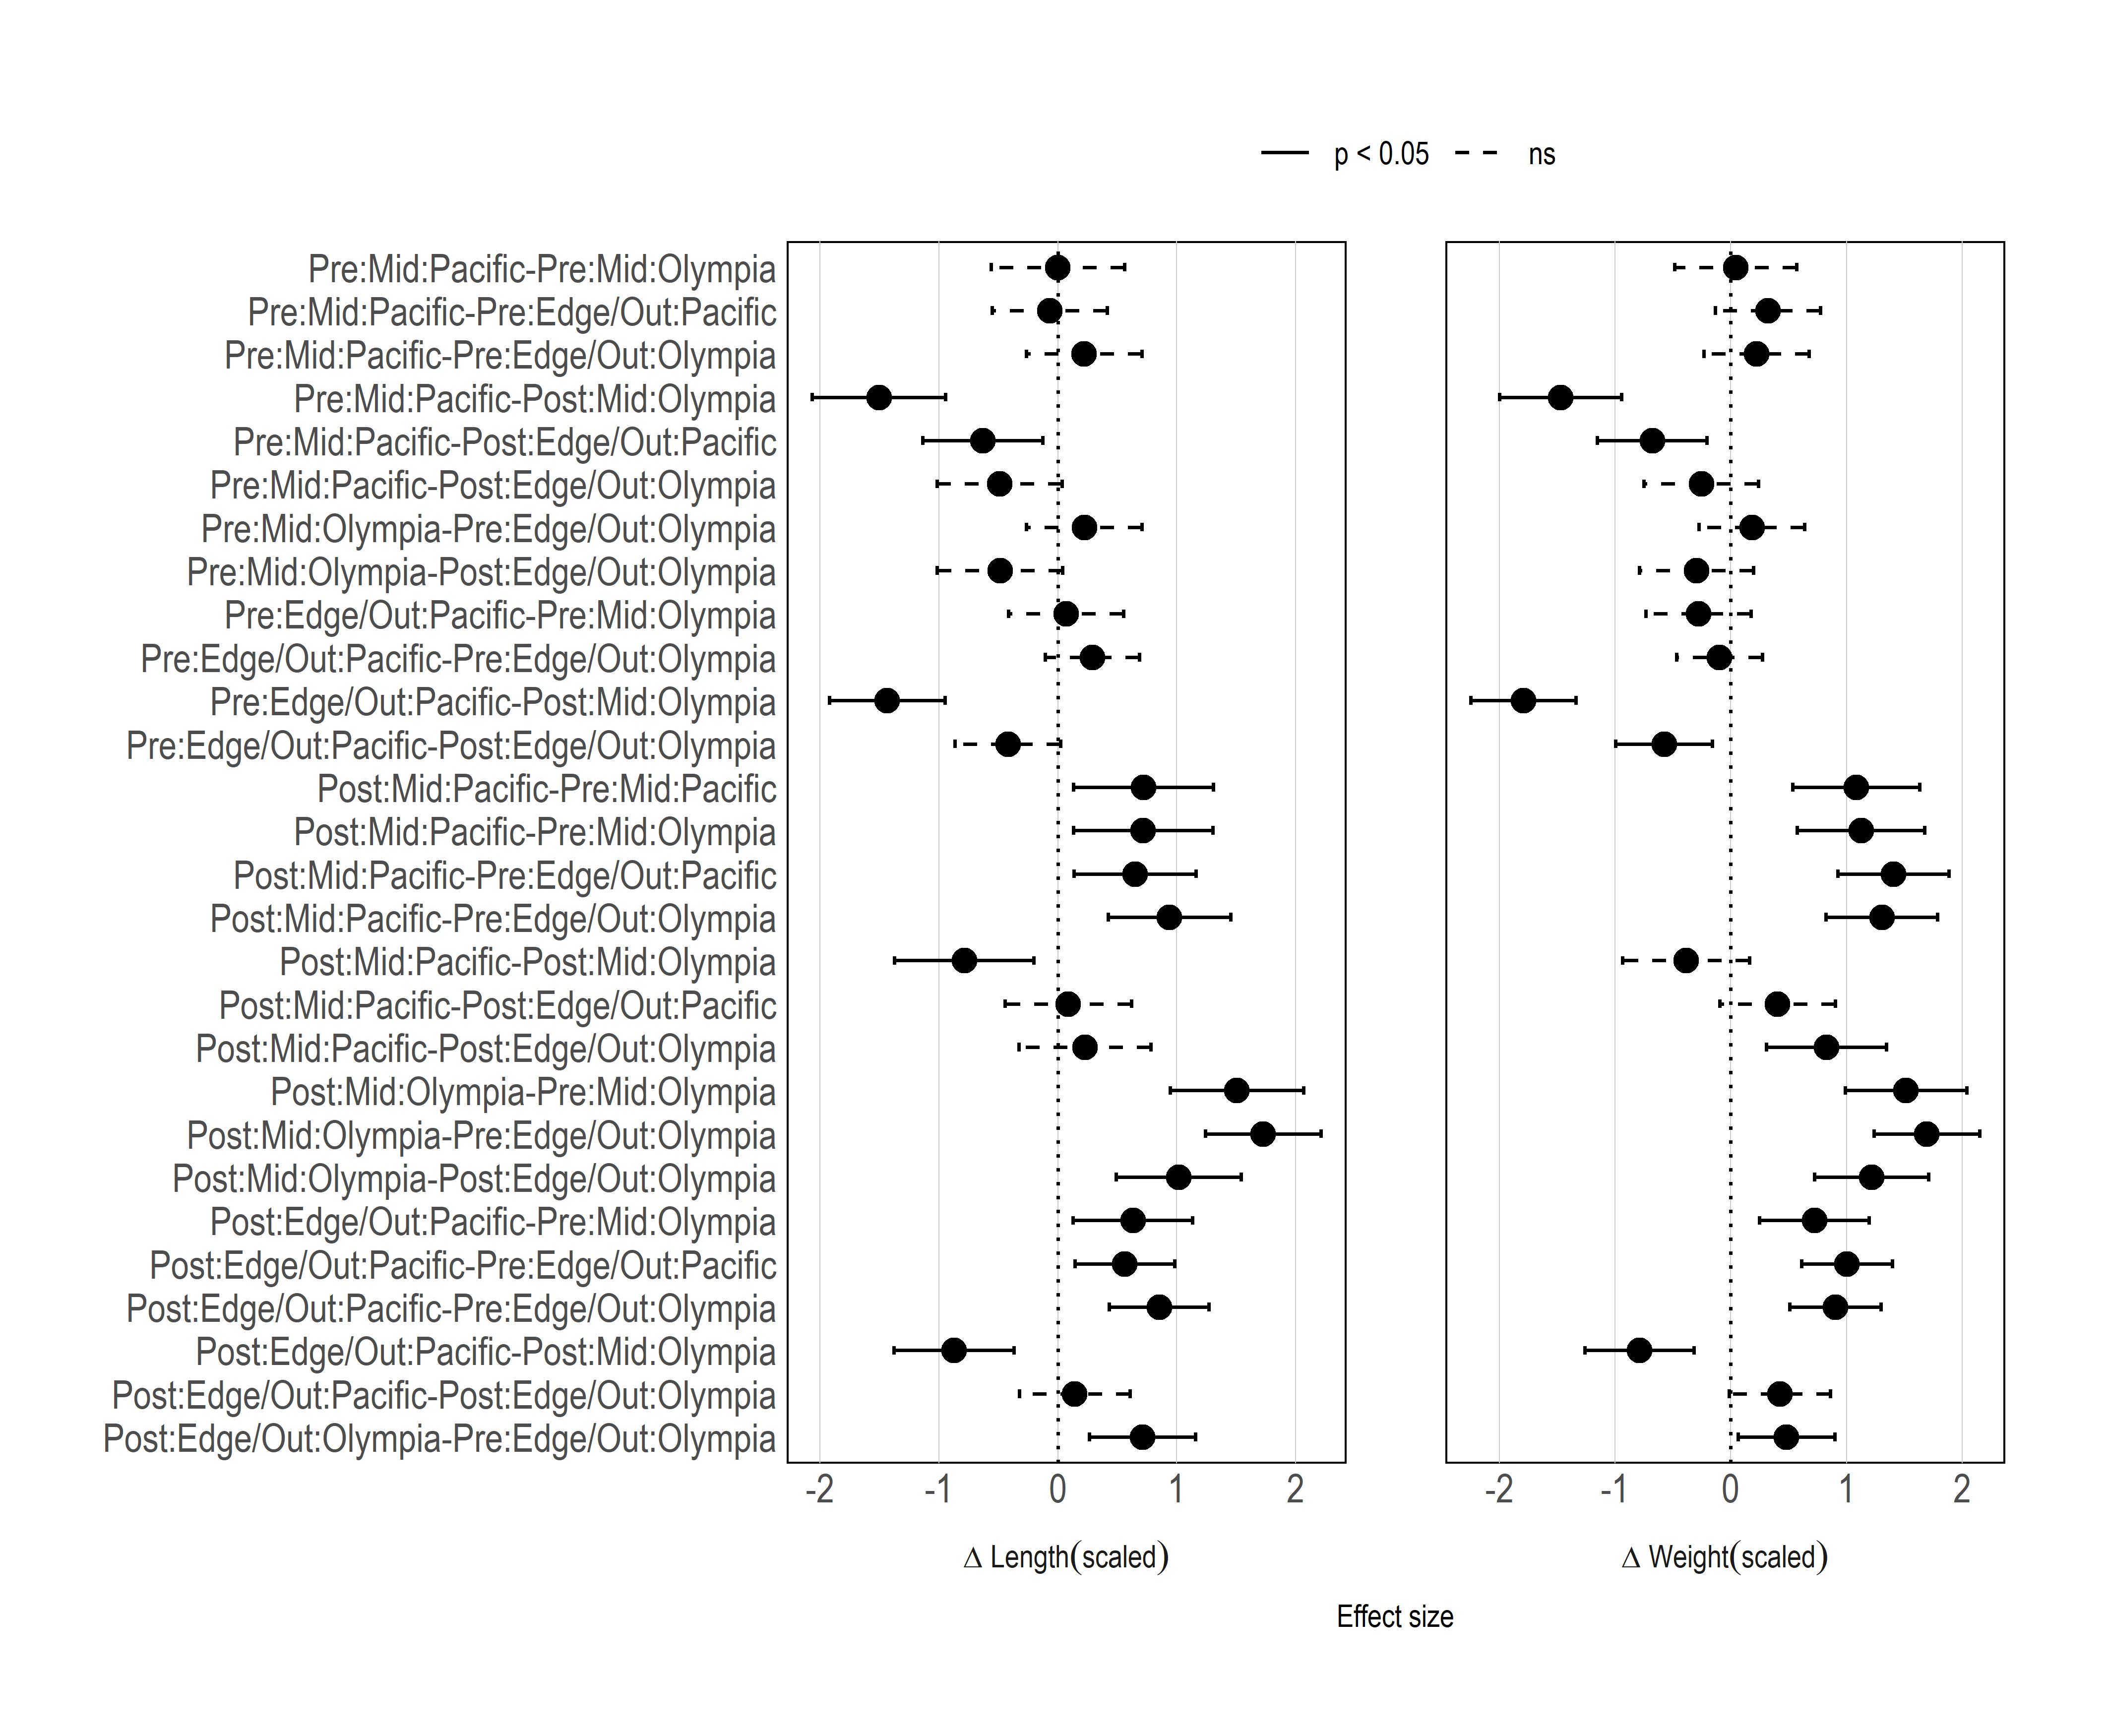 p < 0.05 ns
Pre:Mid:Pacific-Pre:Mid:Olympia
Pre:Mid:Pacific-Pre:Edge/Out:Pacific
Pre:Mid:Pacific-Pre:Edge/Out:Olympia
Pre:Mid:Pacific-Post:Mid:Olympia
Pre:Mid:Pacific-Post:Edge/Out:Pacific
Pre:Mid:Pacific-Post:Edge/Out:Olympia
Pre:Mid:Olympia-Pre:Edge/Out:Olympia
Pre:Mid:Olympia-Post:Edge/Out:Olympia
Pre:Edge/Out:Pacific-Pre:Mid:Olympia
Pre:Edge/Out:Pacific-Pre:Edge/Out:Olympia
Pre:Edge/Out:Pacific-Post:Mid:Olympia
Pre:Edge/Out:Pacific-Post:Edge/Out:Olympia
Post:Mid:Pacific-Pre:Mid:Pacific
Post:Mid:Pacific-Pre:Mid:Olympia
Post:Mid:Pacific-Pre:Edge/Out:Pacific
Post:Mid:Pacific-Pre:Edge/Out:Olympia
Post:Mid:Pacific-Post:Mid:Olympia
Post:Mid:Pacific-Post:Edge/Out:Pacific
Post:Mid:Pacific-Post:Edge/Out:Olympia
Post:Mid:Olympia-Pre:Mid:Olympia
Post:Mid:Olympia-Pre:Edge/Out:Olympia
Post:Mid:Olympia-Post:Edge/Out:Olympia
Post:Edge/Out:Pacific-Pre:Mid:Olympia
Post:Edge/Out:Pacific-Pre:Edge/Out:Pacific
Post:Edge/Out:Pacific-Pre:Edge/Out:Olympia
Post:Edge/Out:Pacific-Post:Mid:Olympia
Post:Edge/Out:Pacific-Post:Edge/Out:Olympia
Post:Edge/Out:Olympia-Pre:Edge/Out:Olympia
-2 -1 0 1 2 -2 -1 0 1 2
Δ Length(scaled) Δ Weight(scaled)
Effect size